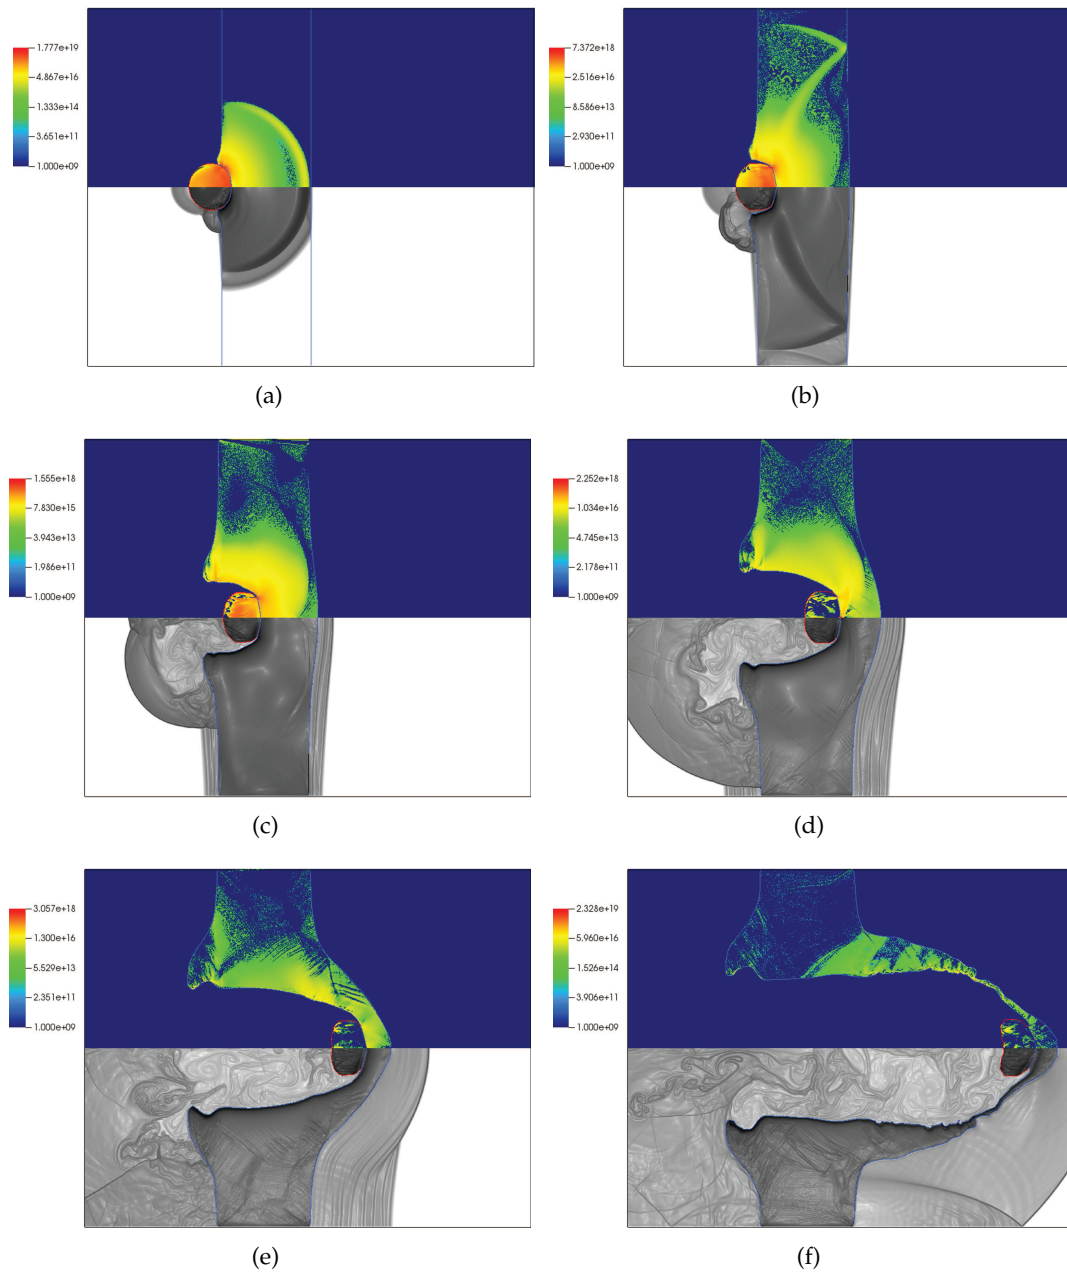 1.777e+19
4.867e+16
1.333e+14
3.651e+11
1.000e+09
(a)
7.372e+18
2.516e+16
8.586e+13
2.930e+11
1.000e+09
(b)
1.555e+18
7.830e+15
3.943e+13
1.986e+11
1.000e+09
(c)
2.252e+18
1.034e+16
4.745e+13
2.178e+11
1.000e+09
(d)
3.057e+18
1.300e+16
5.529e+13
2.351e+11
1.000e+09
(e)
2.328e+19
5.960e+16
1.526e+14
3.906e+11
1.000e+09
(f)